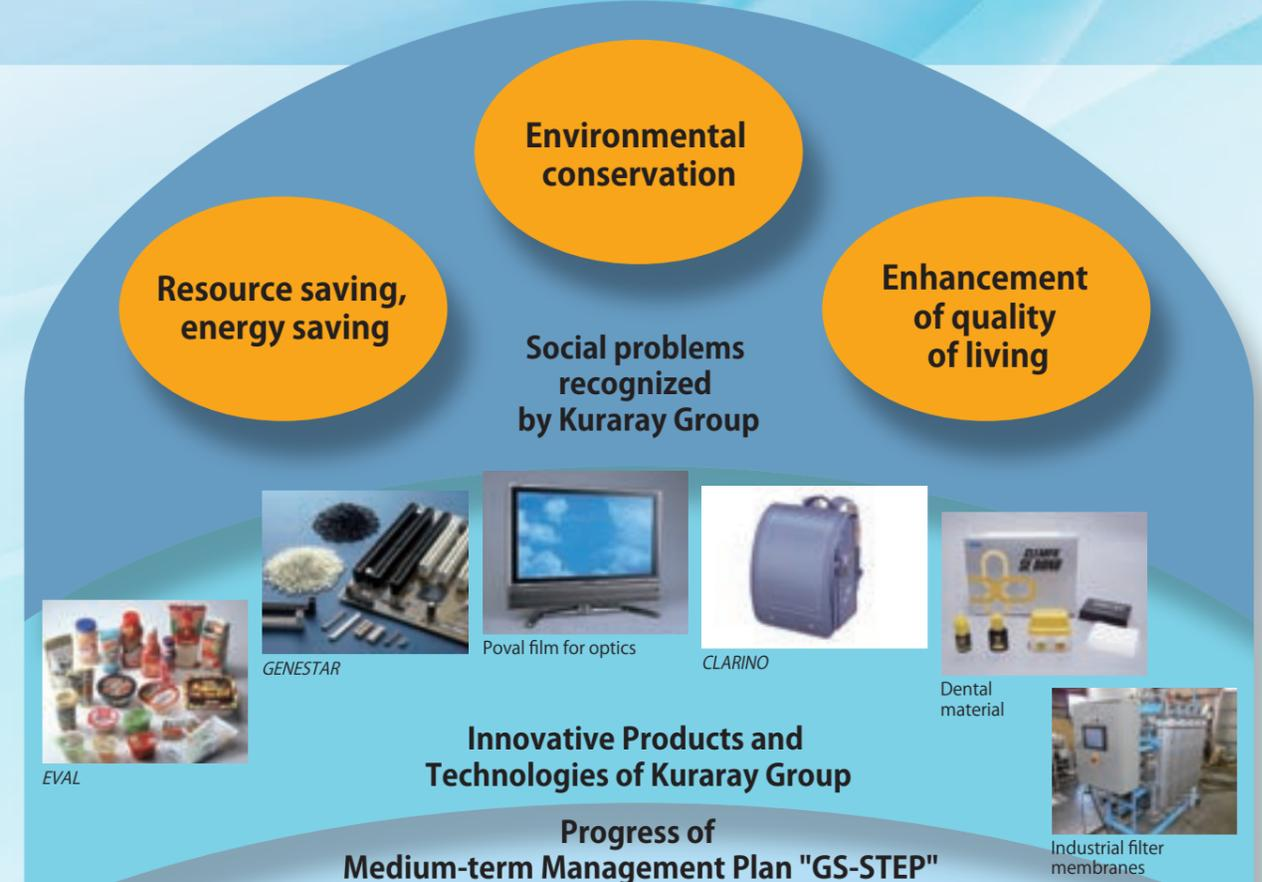 Environmental
conservation
Resource saving,
energy saving
Enhancement
of quality
of living
Social problems
recognized
by Kuraray Group
EVAL
GENESTAR
Poval film for optics
CLARINO
SE BOND
Dental
material
Industrial filter
membranes
Innovative Products and
Technologies of Kuraray Group
Progress of
Medium-term Management Plan "GS-STEP"